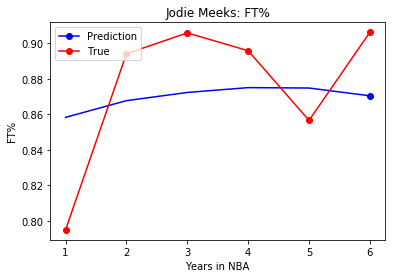 Jodie Meeks: FT%
Prediction
True
FT%
0.90
0.88
0.86
0.84
0.82
0.80
1 2 3 4 5 6
Years in NBA